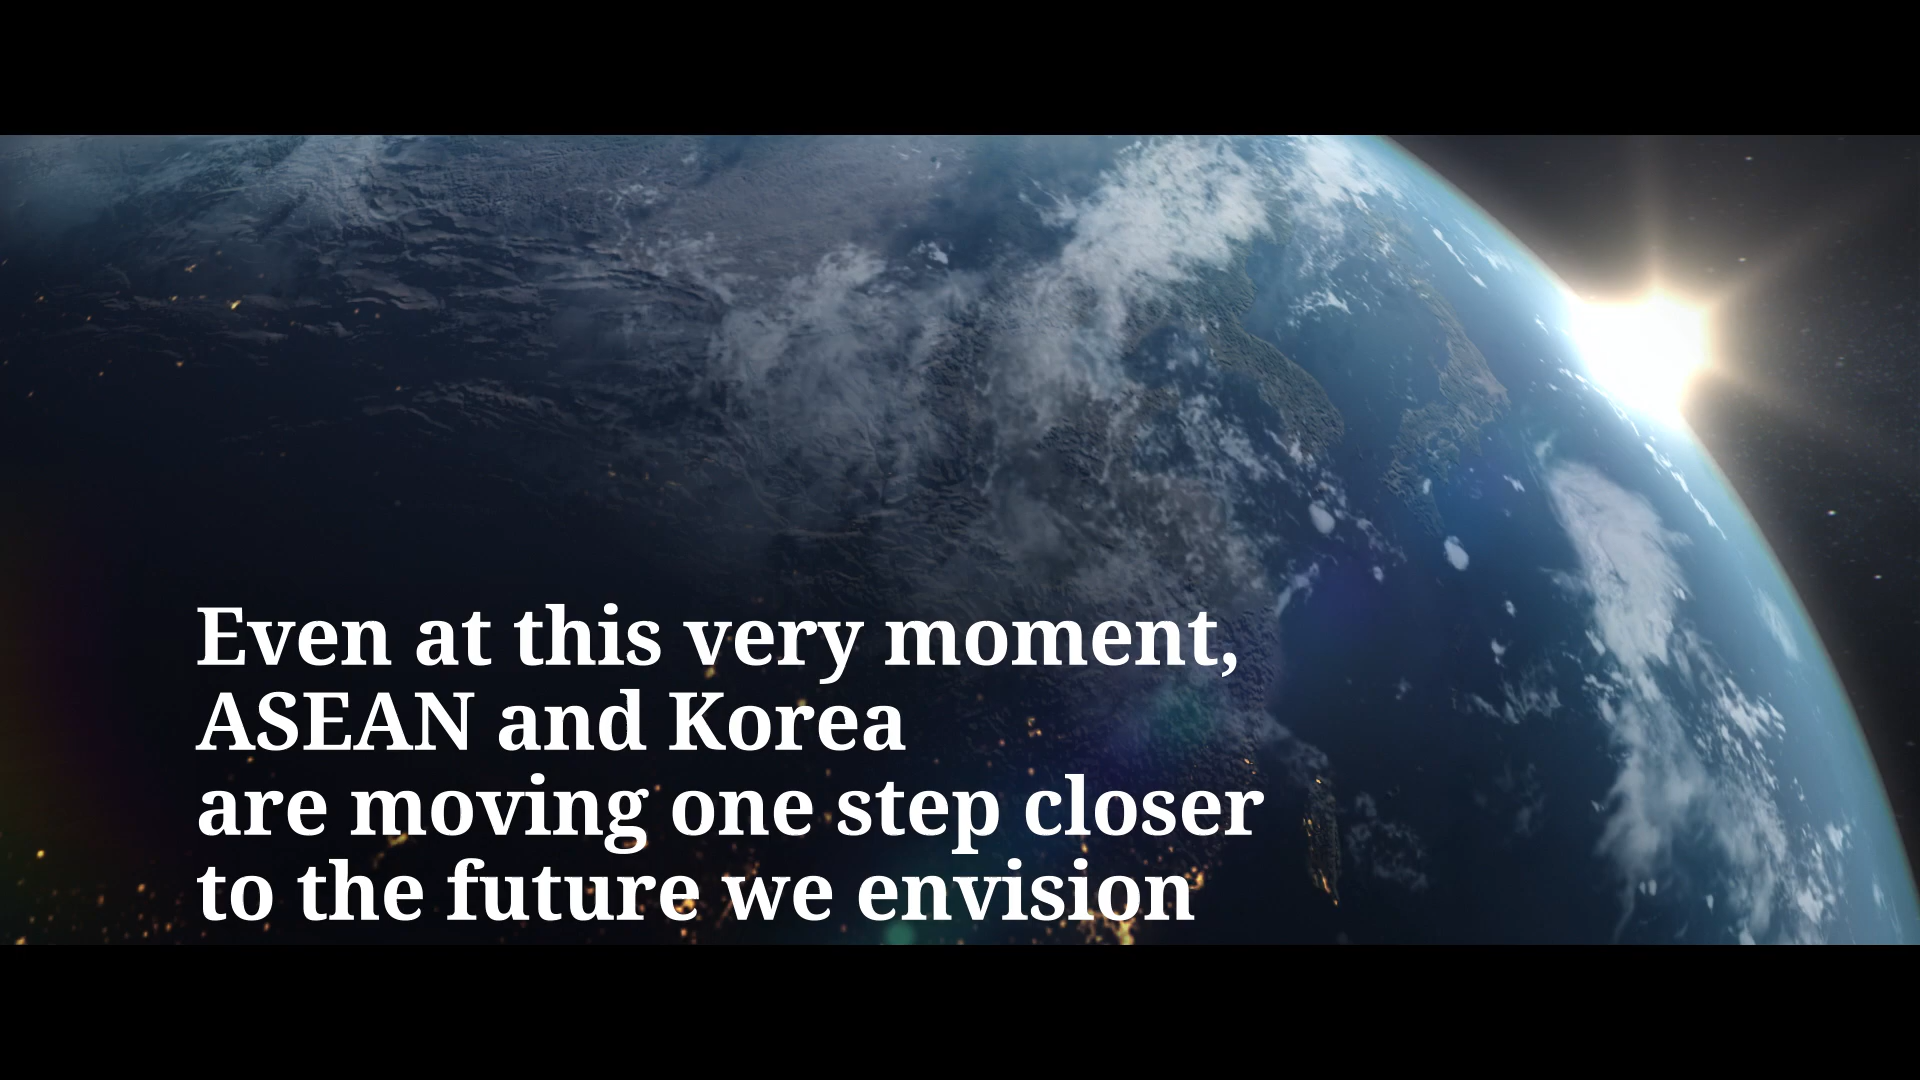 Even at this very moment,
ASEAN and Korea
are moving one step closer
to the future we envision